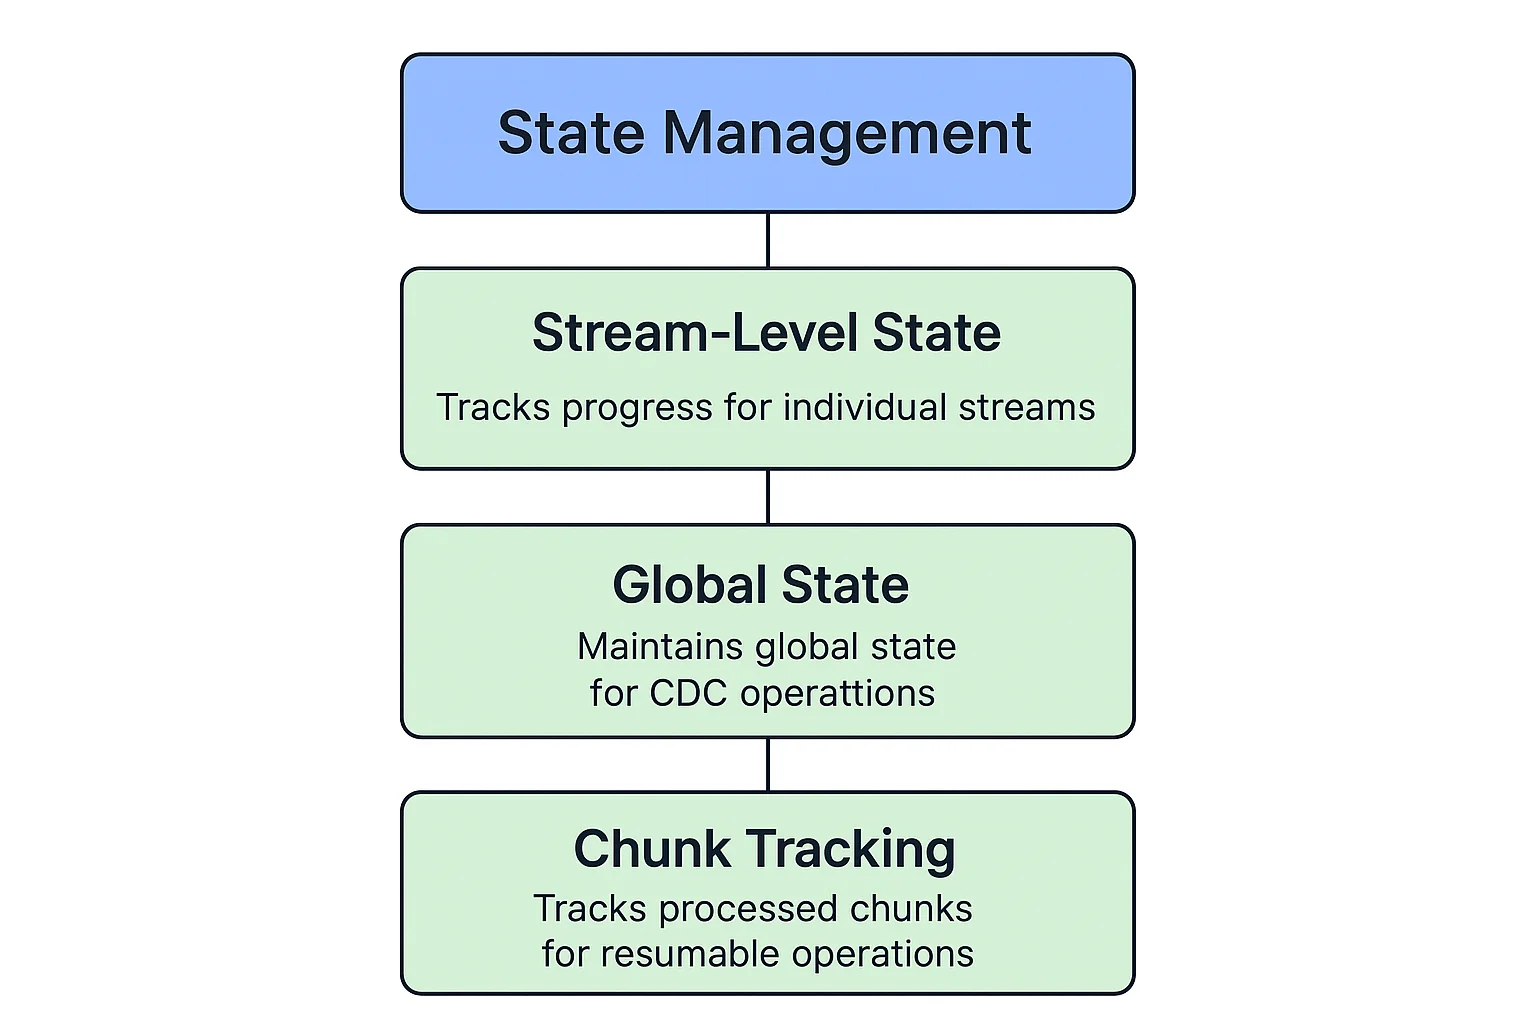 State Management
Stream-Level State
Tracks progress for individual streams
Global State
Maintains global state
for CDC operattions
Chunk Tracking
Tracks processed chunks
for resumable operations